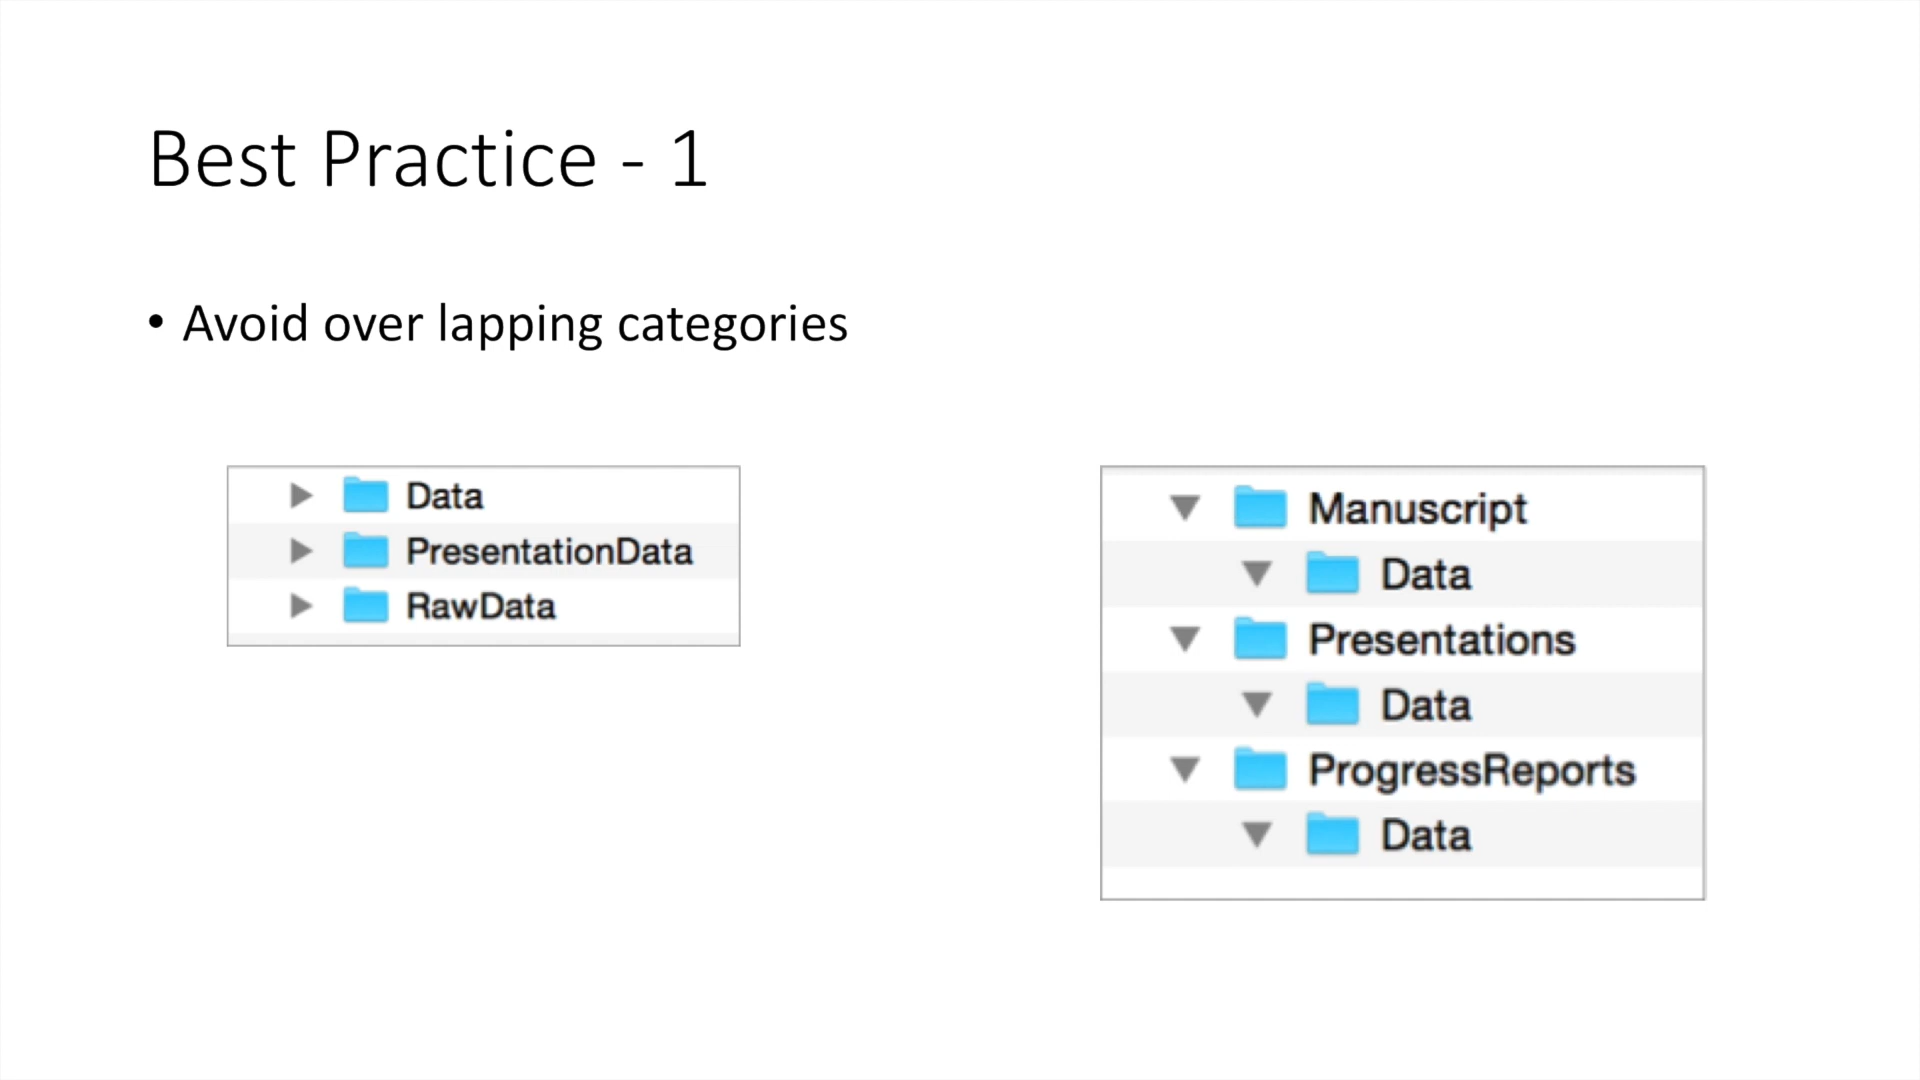 Best Practice - 1
• Avoid over lapping categories
Data
PresentationData
RawData
Manuscript
Data
Presentations
Data
ProgressReports
Data